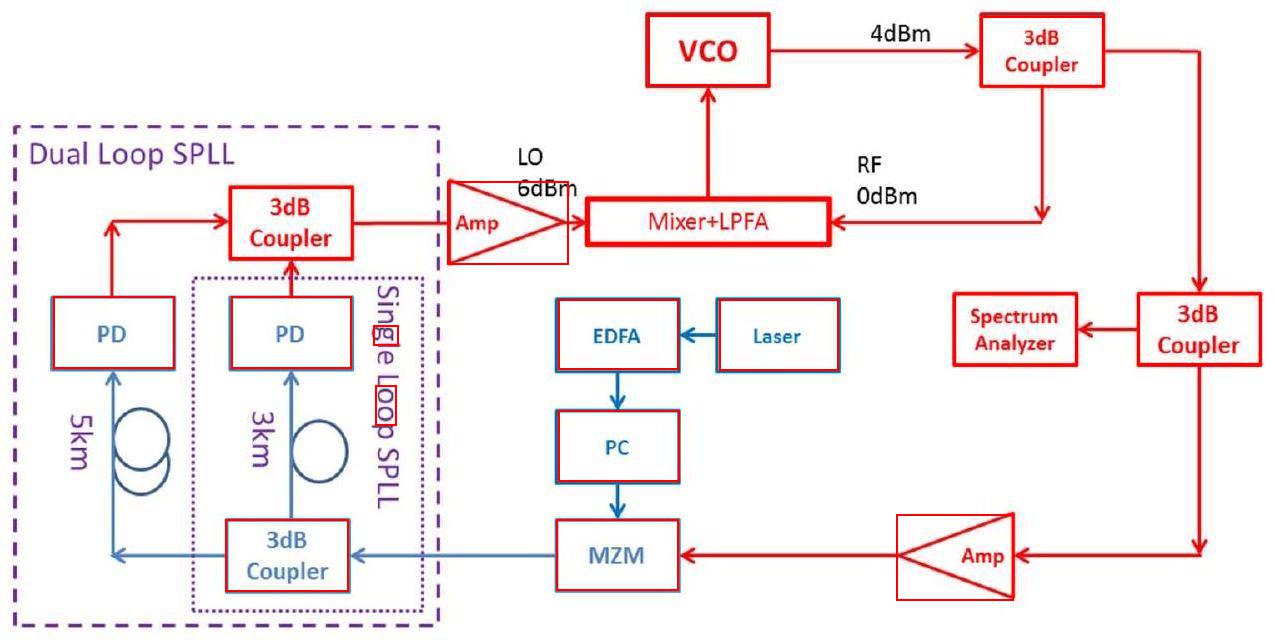 VCO
4dBm
3dB
Coupler
Dual Loop SPLL
LO
6dBm
RF
0dBm
3dB
Coupler
Amp
Mixer+LPFA
PD
PD
Single Loop SPLL
EDFA
Laser
Spectrum
Analyzer
3dB
Coupler
5km
3km
PC
3dB
Coupler
MZM
Amp